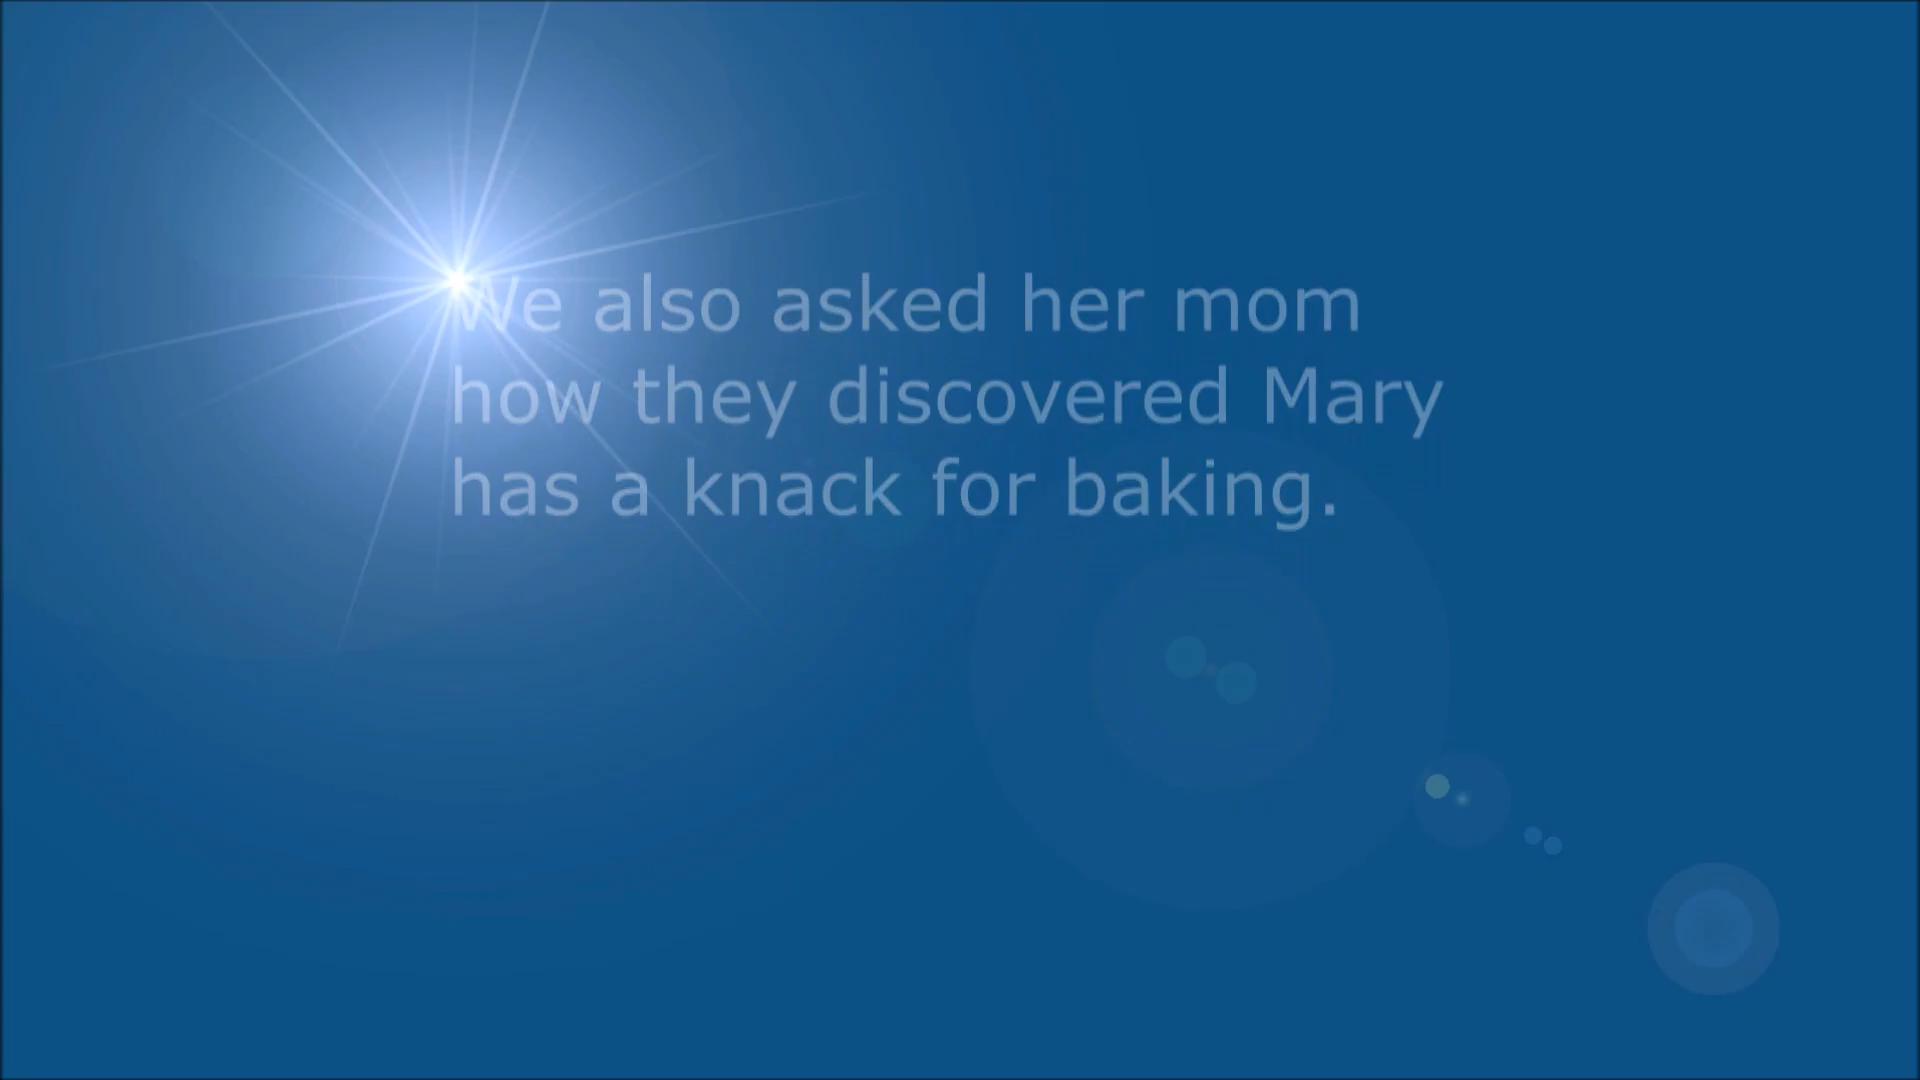 We also asked her mom
how they discovered Mary
has a knack for baking.